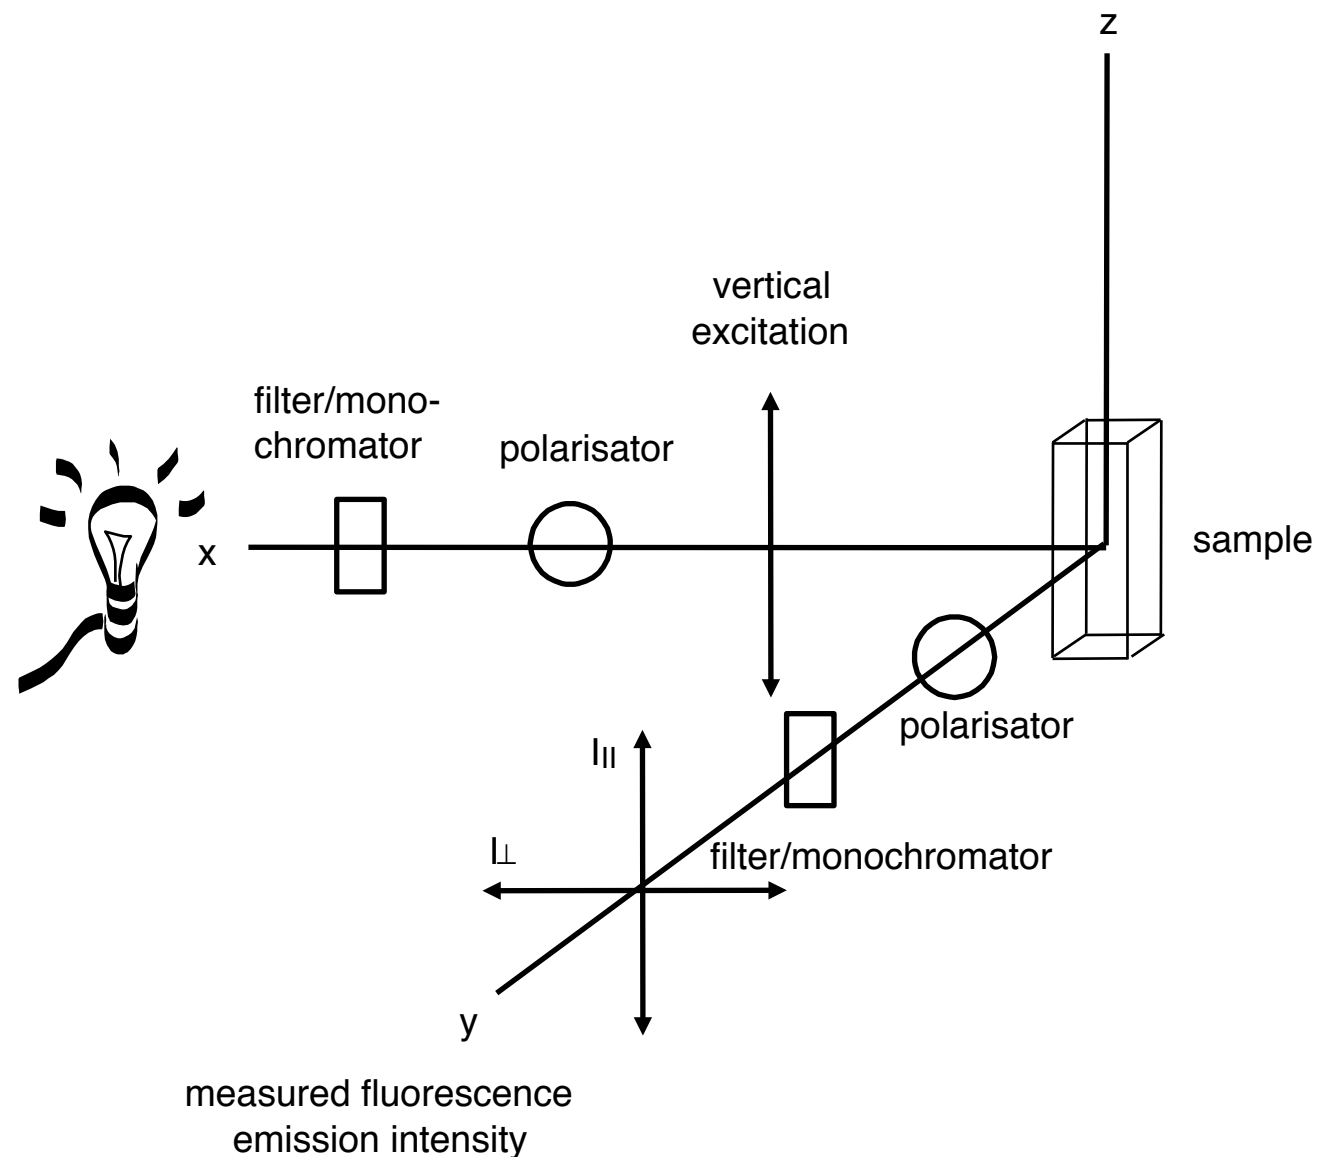 z
vertical
excitation
filter/mono-
chromator
polarisator
x
sample
polarisator
I||
I⊥
filter/monochromator
y
measured fluorescence
emission intensity